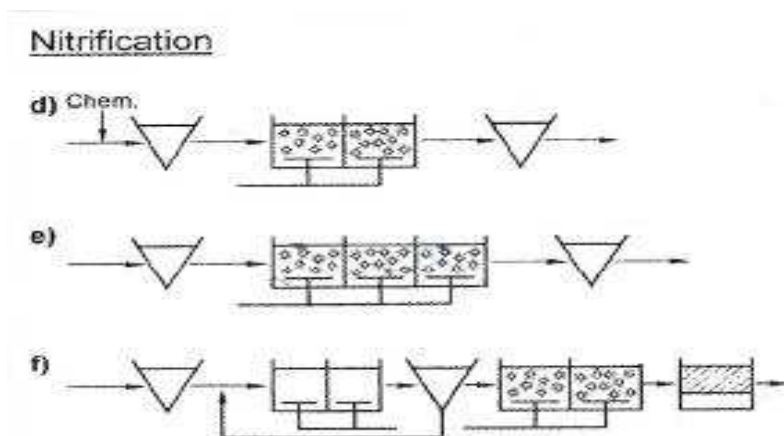 Nitrification
d) Chem.
e)
f)